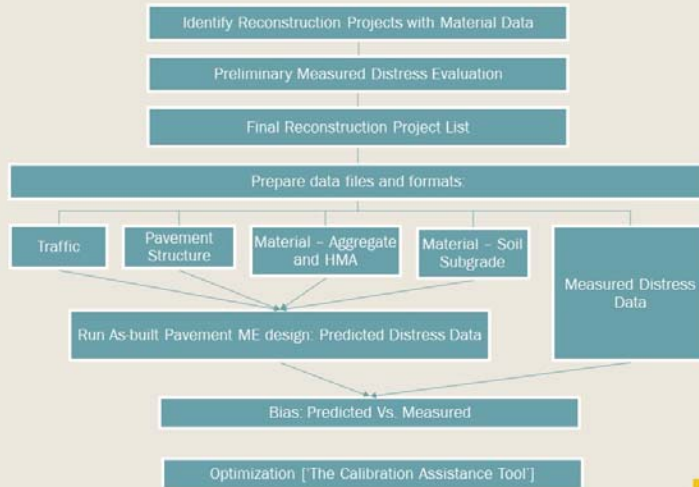 Identify Reconstruction Projects with Material Data
Preliminary Measured Distress Evaluation
Final Reconstruction Project List
Prepare data files and formats:
Traffic
Pavement
Structure
Material – Aggregate
and HMA
Material – Soil
Subgrade
Measured Distress
Data
Run As-built Pavement ME design: Predicted Distress Data
Bias: Predicted Vs. Measured
Optimization ['The Calibration Assistance Tool']